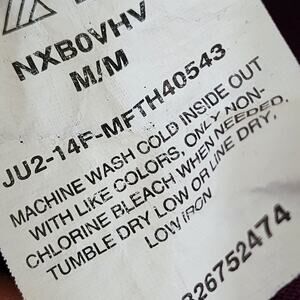 NXB0VHV
M/M
JU2-14F-MFTH40543
MACHINE WASH COLD INSIDE OUT
WITH LIKE COLORS, ONLY NON-
CHLORINE BLEACH WHEN NEEDED.
TUMBLE DRY LOW OR LINE DRY,
LOW IRON
826752474